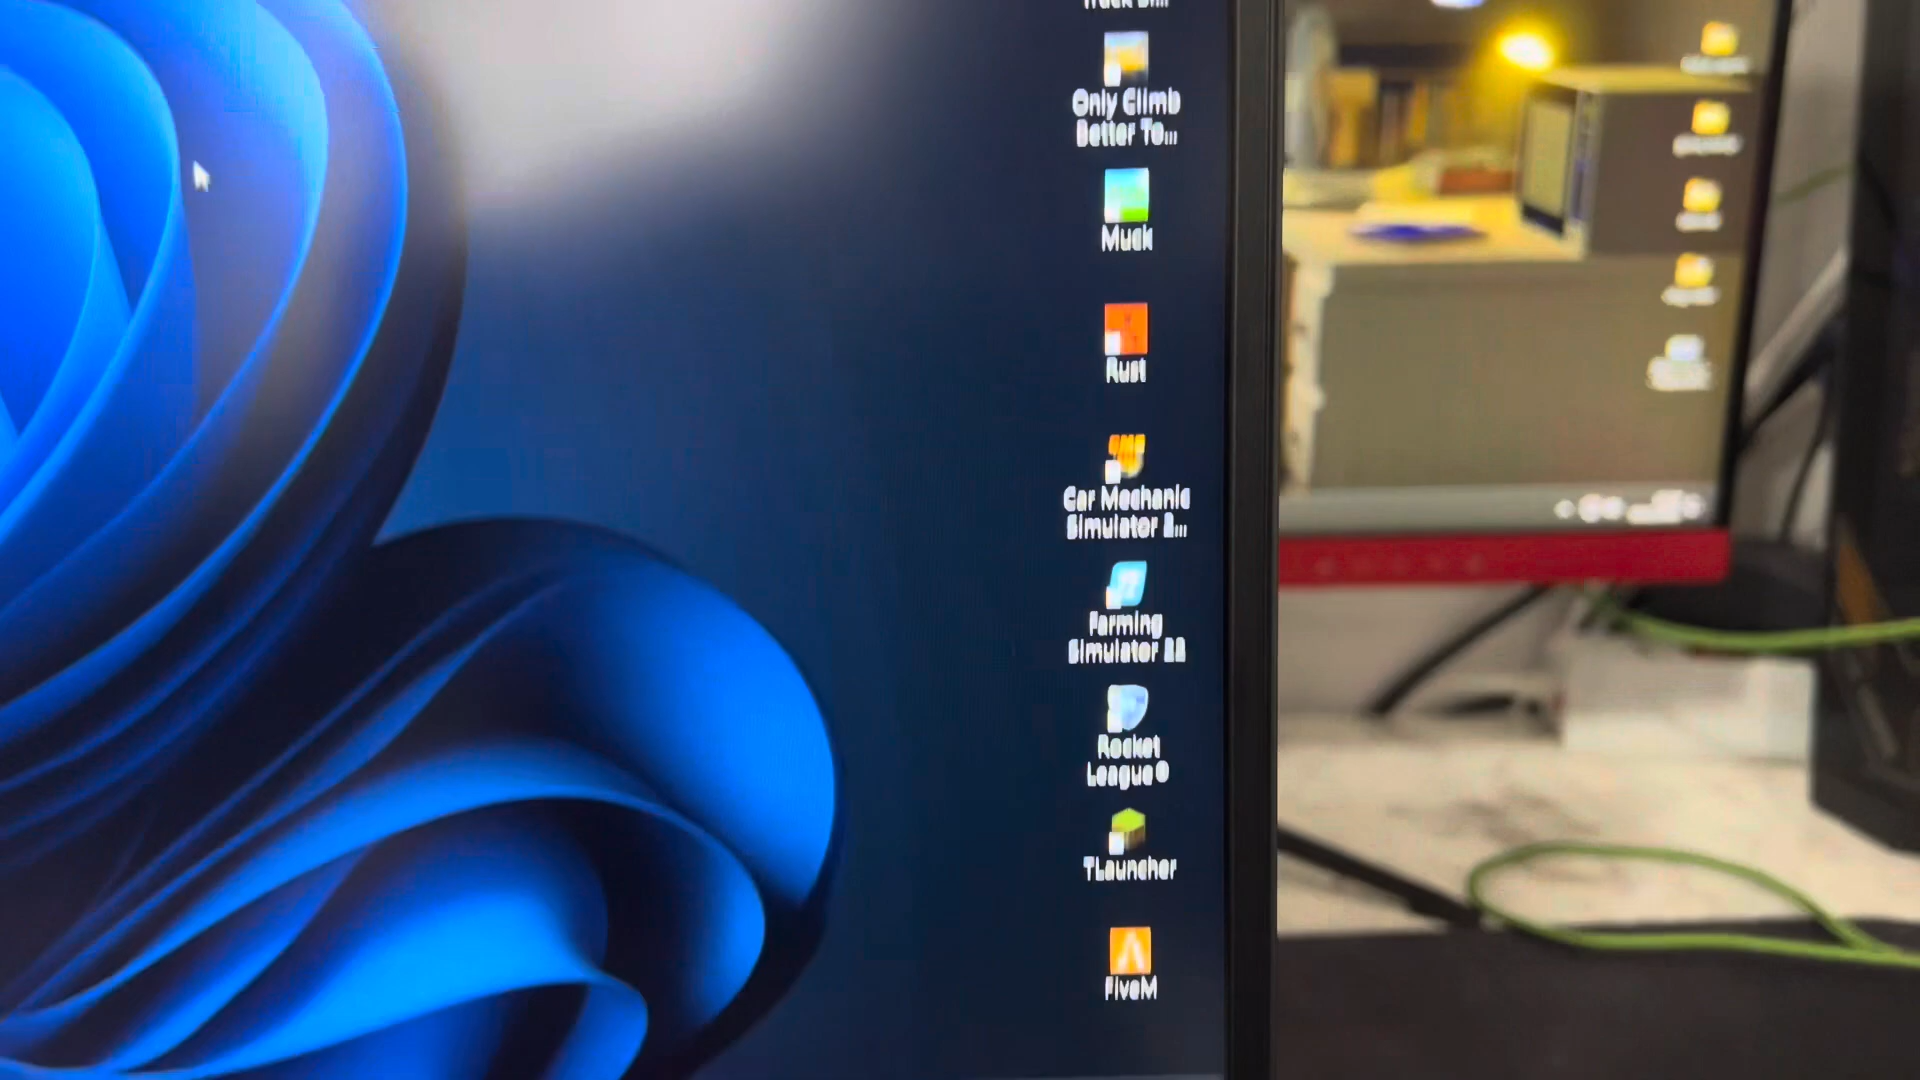 Only Climb
Better To...
Muck
Rust
Car Mechanic
Simulator 2...
Farming
Simulator 22
Rocket
League®
TLauncher
FiveM